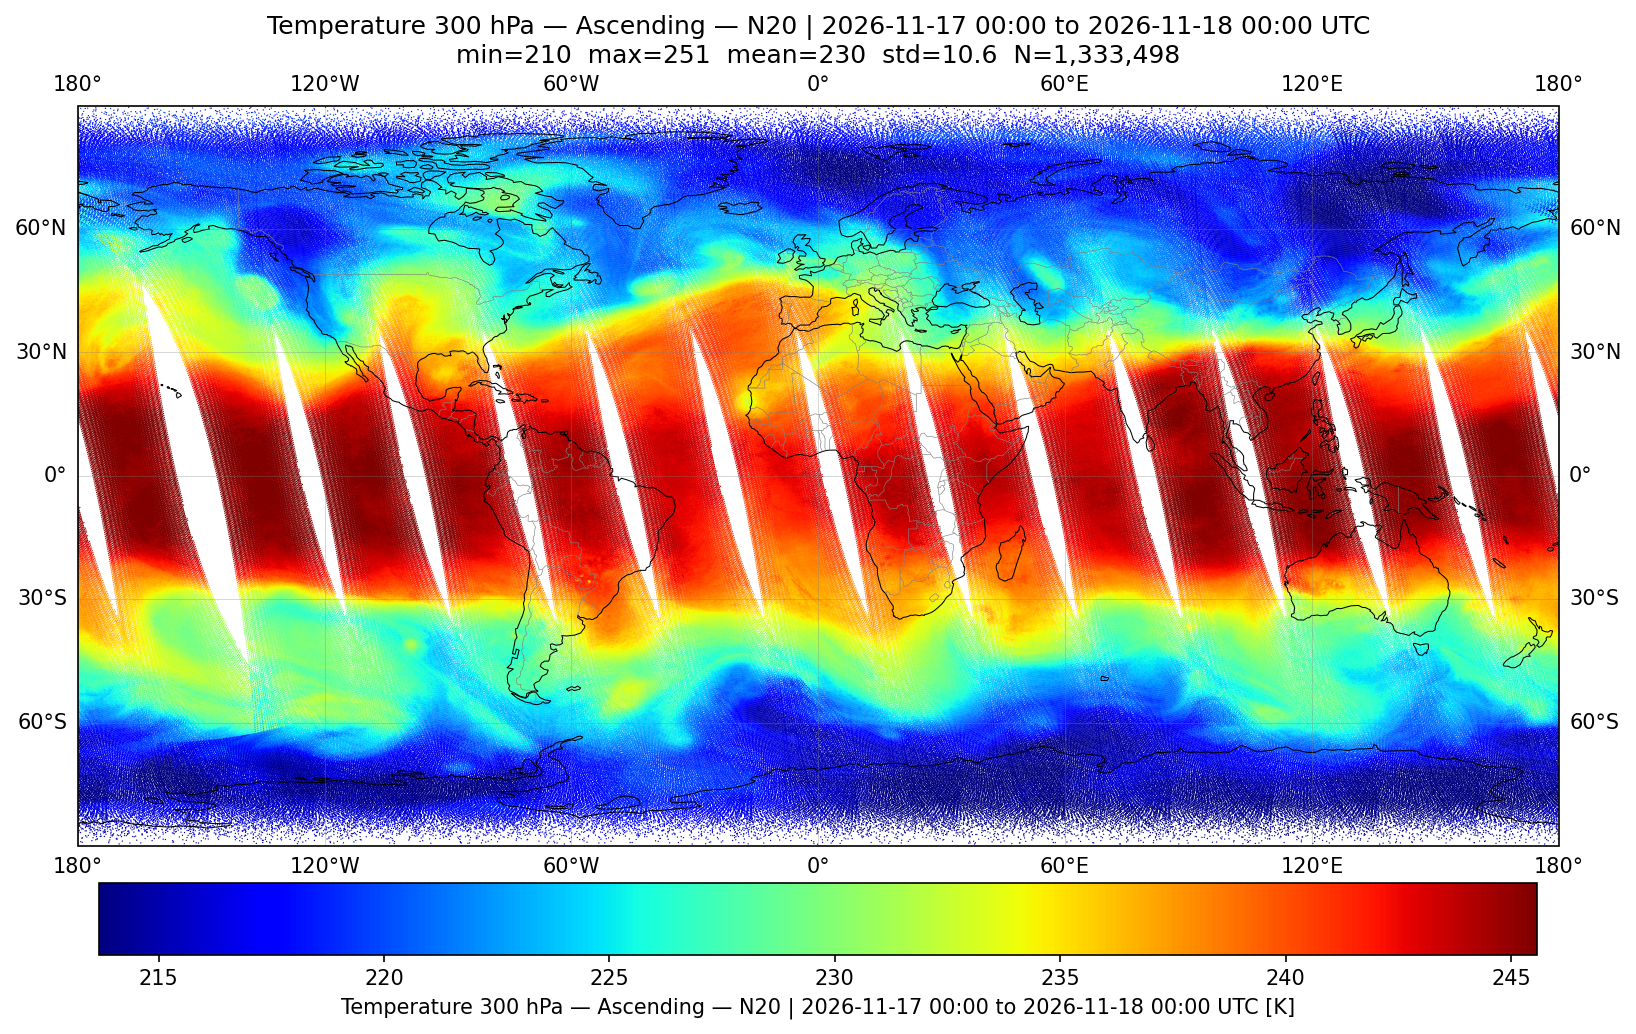 Temperature 300 hPa — Ascending — N20 | 2026-11-17 00:00 to 2026-11-18 00:00 UTC
min=210 max=251 mean=230 std=10.6 N=1,333,498
180° 120°W 60°W 0° 60°E 120°E 180°
60°N 60°N
30°N 30°N
0° 0°
30°S 30°S
60°S 60°S
180° 120°W 60°W 0° 60°E 120°E 180°
215 220 225 230 235 240 245
Temperature 300 hPa — Ascending — N20 | 2026-11-17 00:00 to 2026-11-18 00:00 UTC [K]